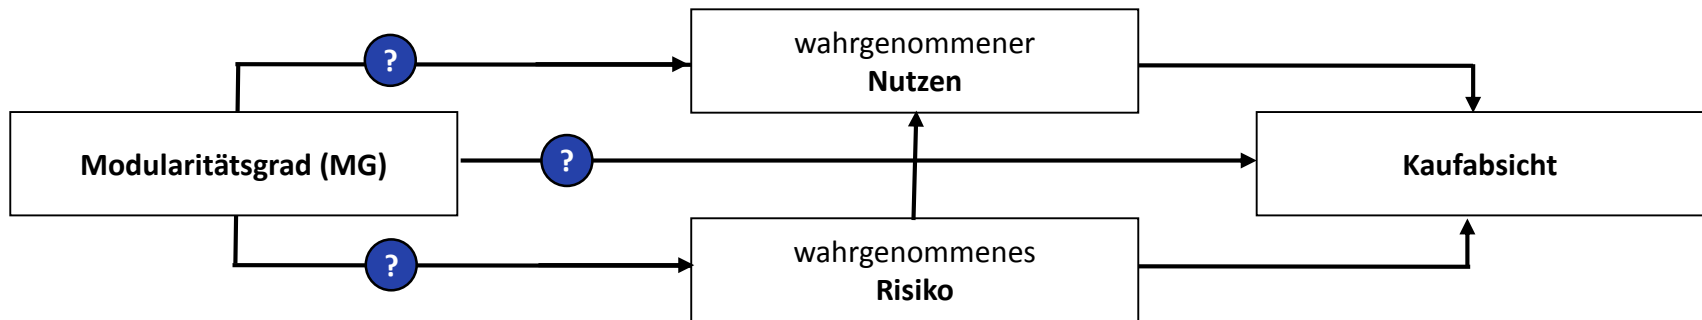 wahrgenommener
Nutzen
?
Modularitätsgrad (MG)
?
Kaufabsicht
?
wahrgenommenes
Risiko